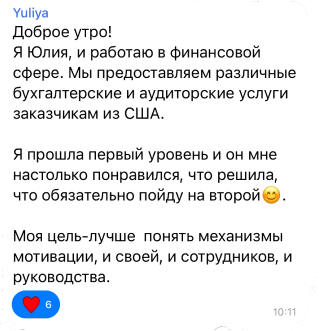 Yuliya
Доброе утро!
Я Юлия, и работаю в финансовой
сфере. Мы предоставляем различные
бухгалтерские и аудиторские услуги
заказчикам из США.
Я прошла первый уровень и он мне
настолько понравился, что решила,
что обязательно пойду на второй😊.
Моя цель-лучше  понять механизмы
мотивации, и своей, и сотрудников, и
руководства.
❤️ 6
10:11